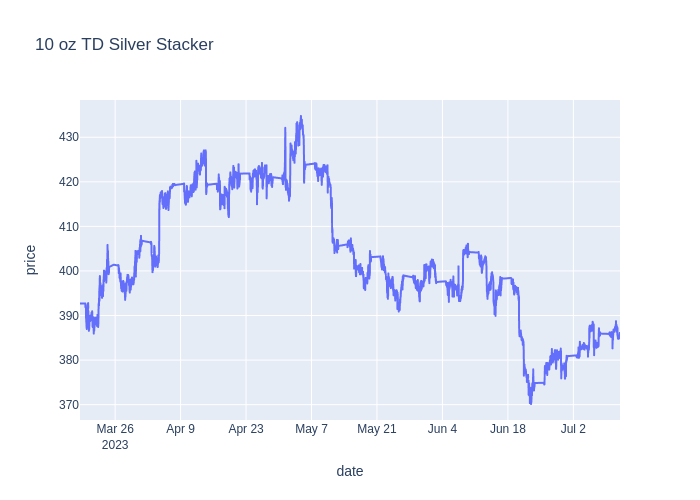 10 oz TD Silver Stacker
430
420
410
400
390
380
370
price
Mar 26
2023
Apr 9
Apr 23
May 7
May 21
Jun 4
Jun 18
Jul 2
date